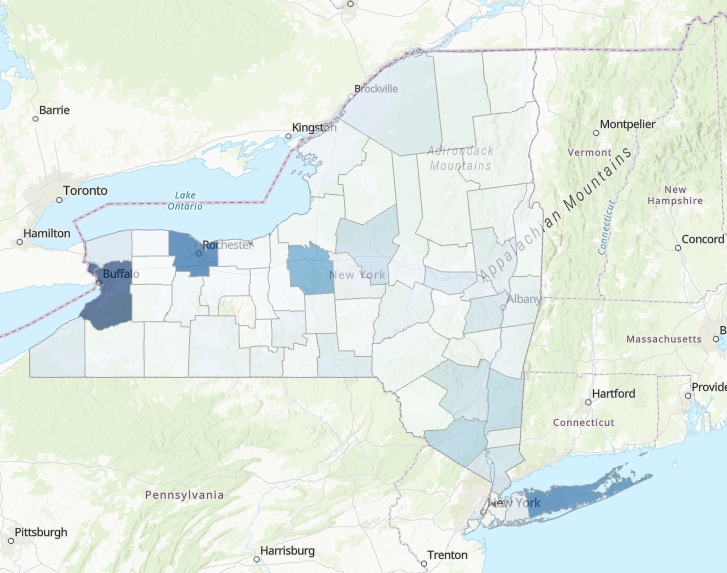 Brockville
Barrie
Kingston
Montpelier
Adirondack
Mountains
Vermont
Toronto
Lake
Ontario
New
Hampshire
Appalachian Mountains
Connecticut
Hamilton
Rochester
Concord
Buffalo
New York
Albany
Massachusetts
B
Hartford
Provide
Connecticut
Pennsylvania
New York
Pittsburgh
Harrisburg
Trenton